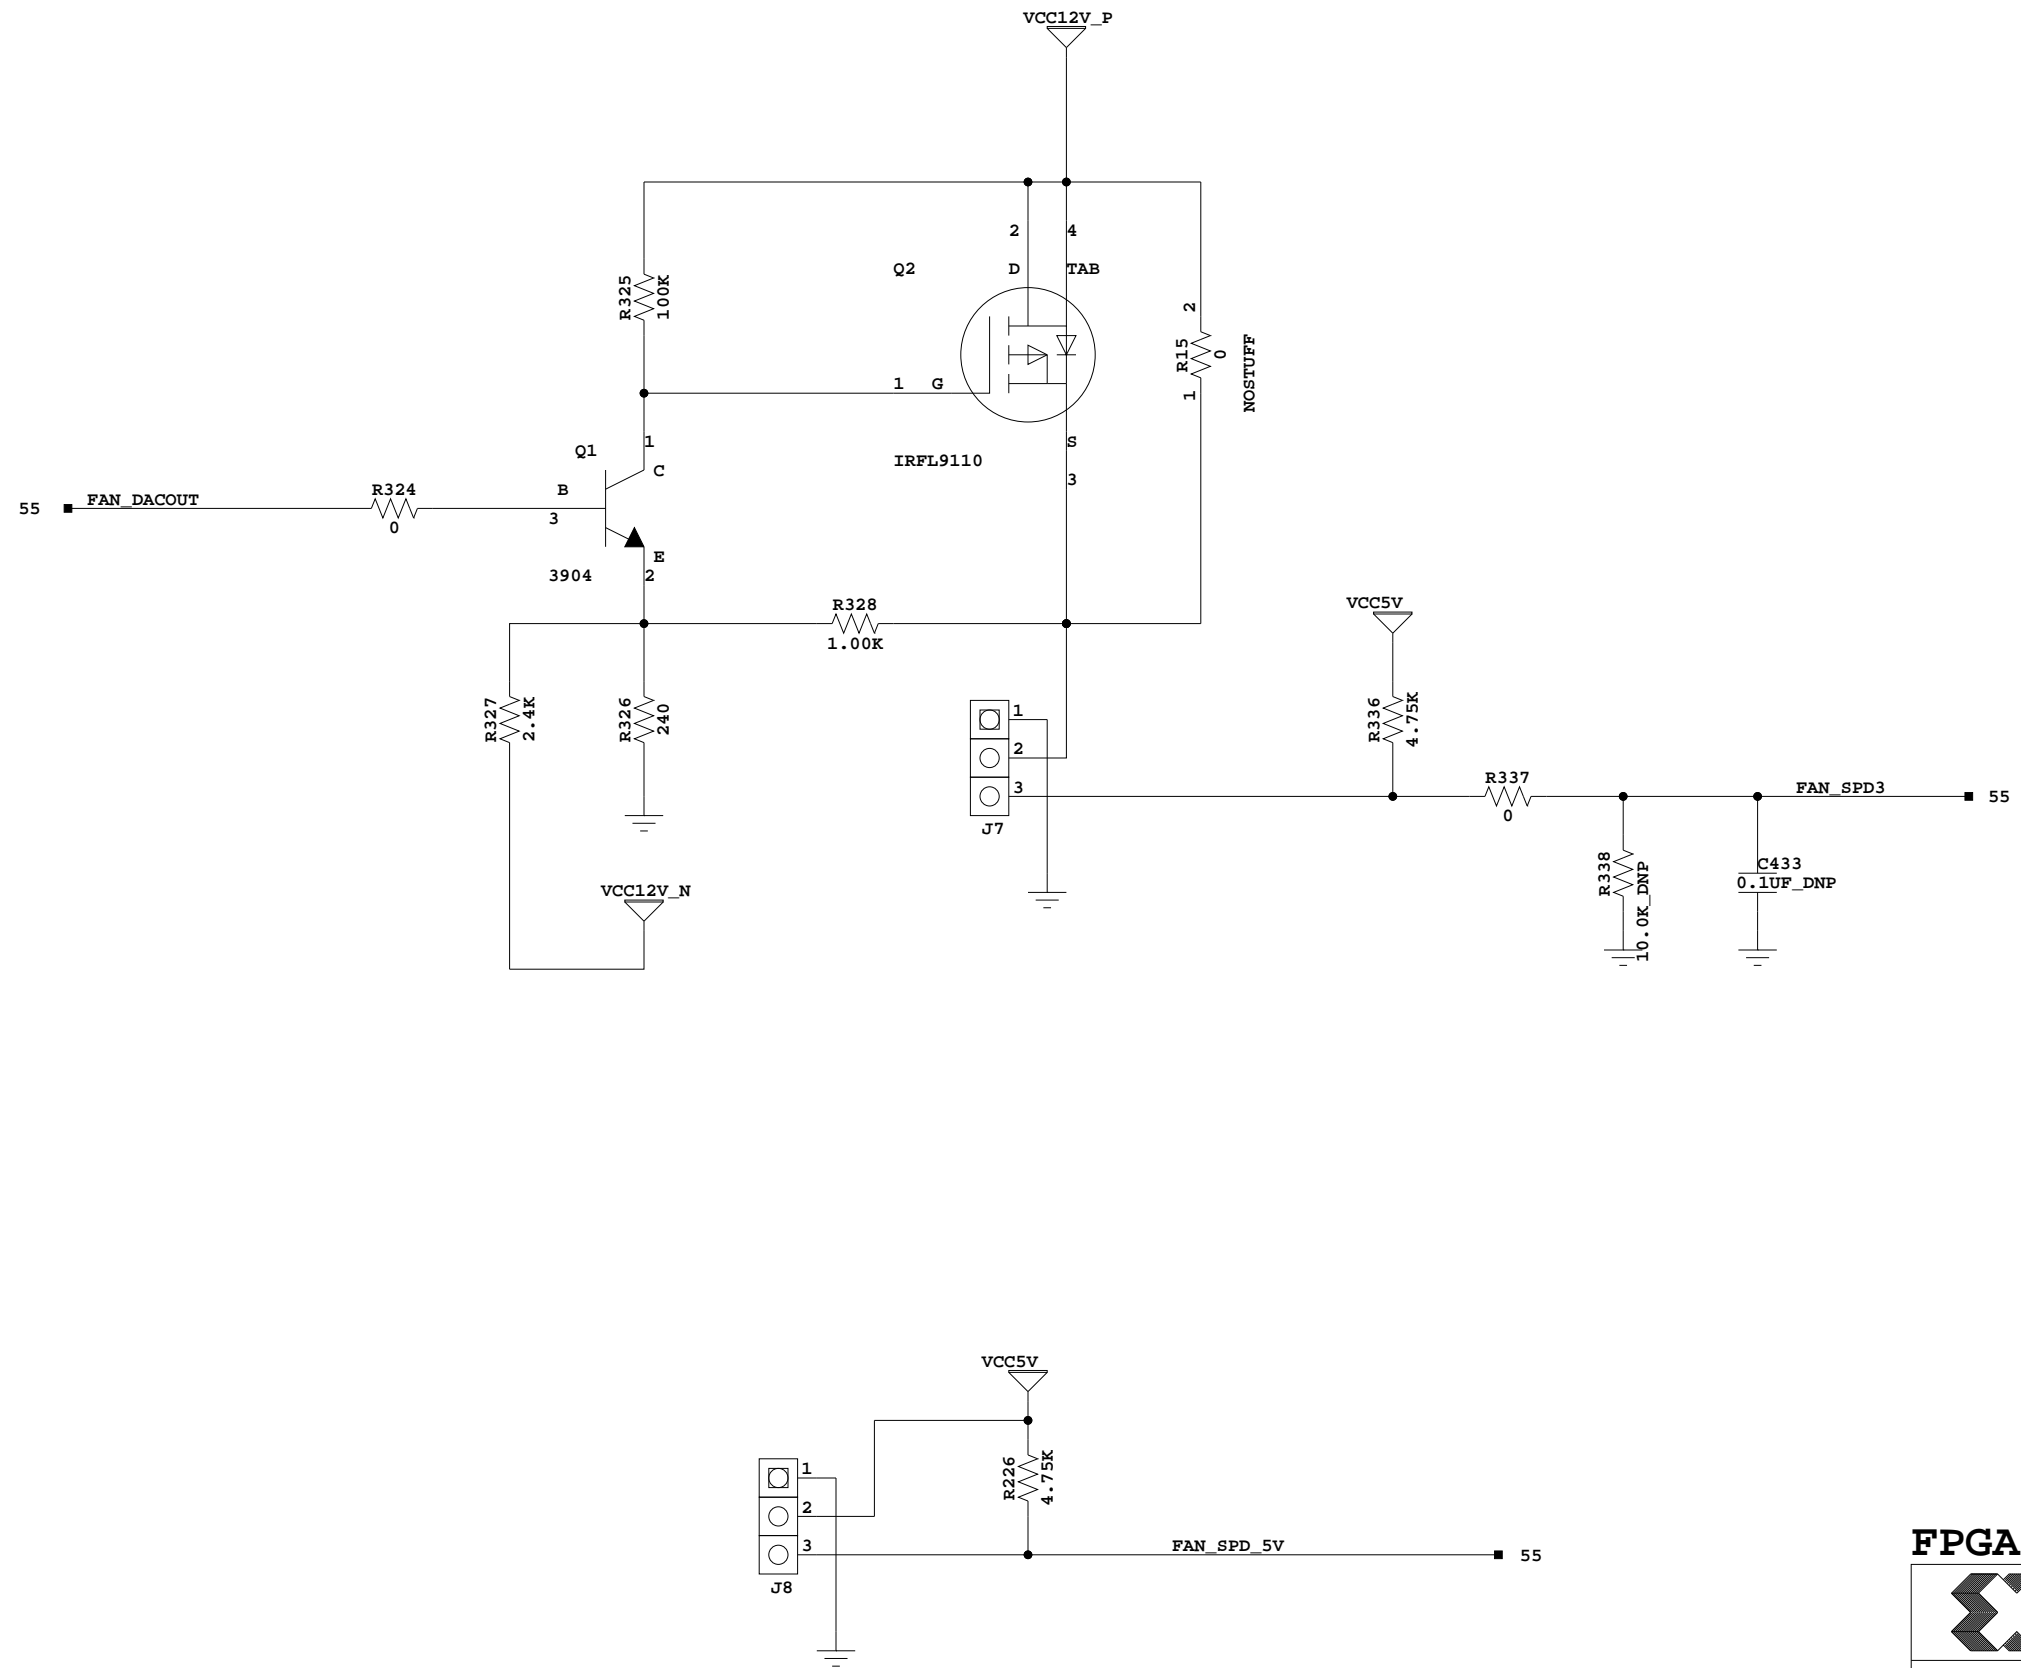 VCC12V_P
2 4
Q2 D TAB
R325 100K
2
R15 0 NOSTUFF
1
1 G
Q1 1
C
IRFL9110
S
3
55 FAN_DACOUT
R324
0
B
3
E
3904 2
R328
1.00K
VCC5V
R327 2.4K
R326 240
1
2
3
J7
R336 4.75K
R337
0
FAN_SPD3 55
R338 10.0K_DNP
C433
0.1UF_DNP
VCC12V_N
VCC5V
1
2
3
J8
R226 4.75K
FAN_SPD_5V 55
FPGA